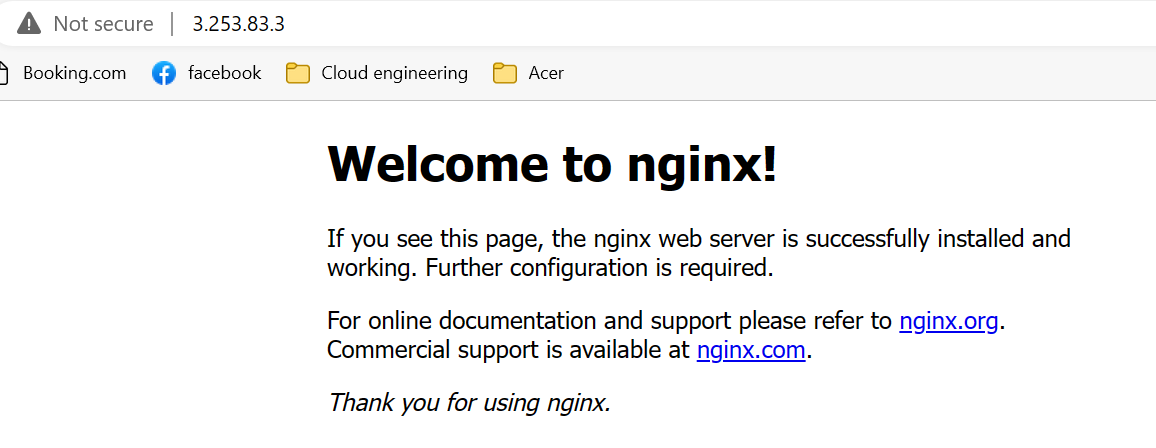 Not secure | 3.253.83.3
Booking.com facebook Cloud engineering Acer
Welcome to nginx!
If you see this page, the nginx web server is successfully installed and
working. Further configuration is required.
For online documentation and support please refer to nginx.org.
Commercial support is available at nginx.com.
Thank you for using nginx.